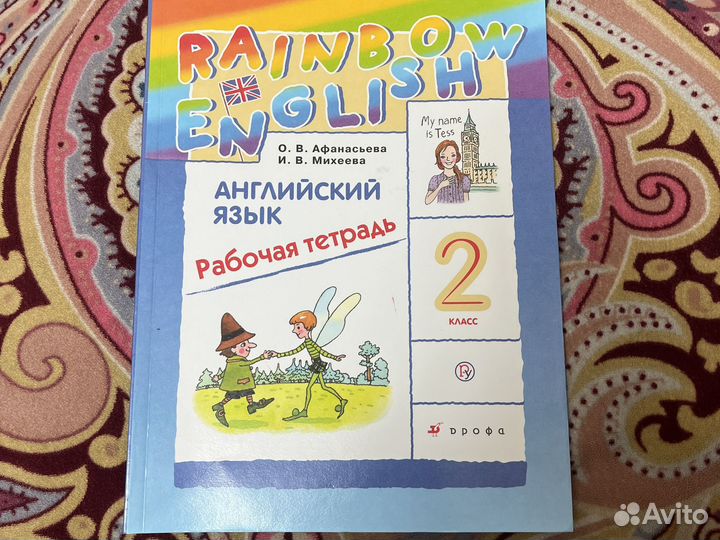 RAINBOW
ENGLISH
О. В. Афанасьева
И. В. Михеева
My name
is Tess
АНГЛИЙСКИЙ
ЯЗЫК
Рабочая тетрадь
2
КЛАСС
дрофа
Avito